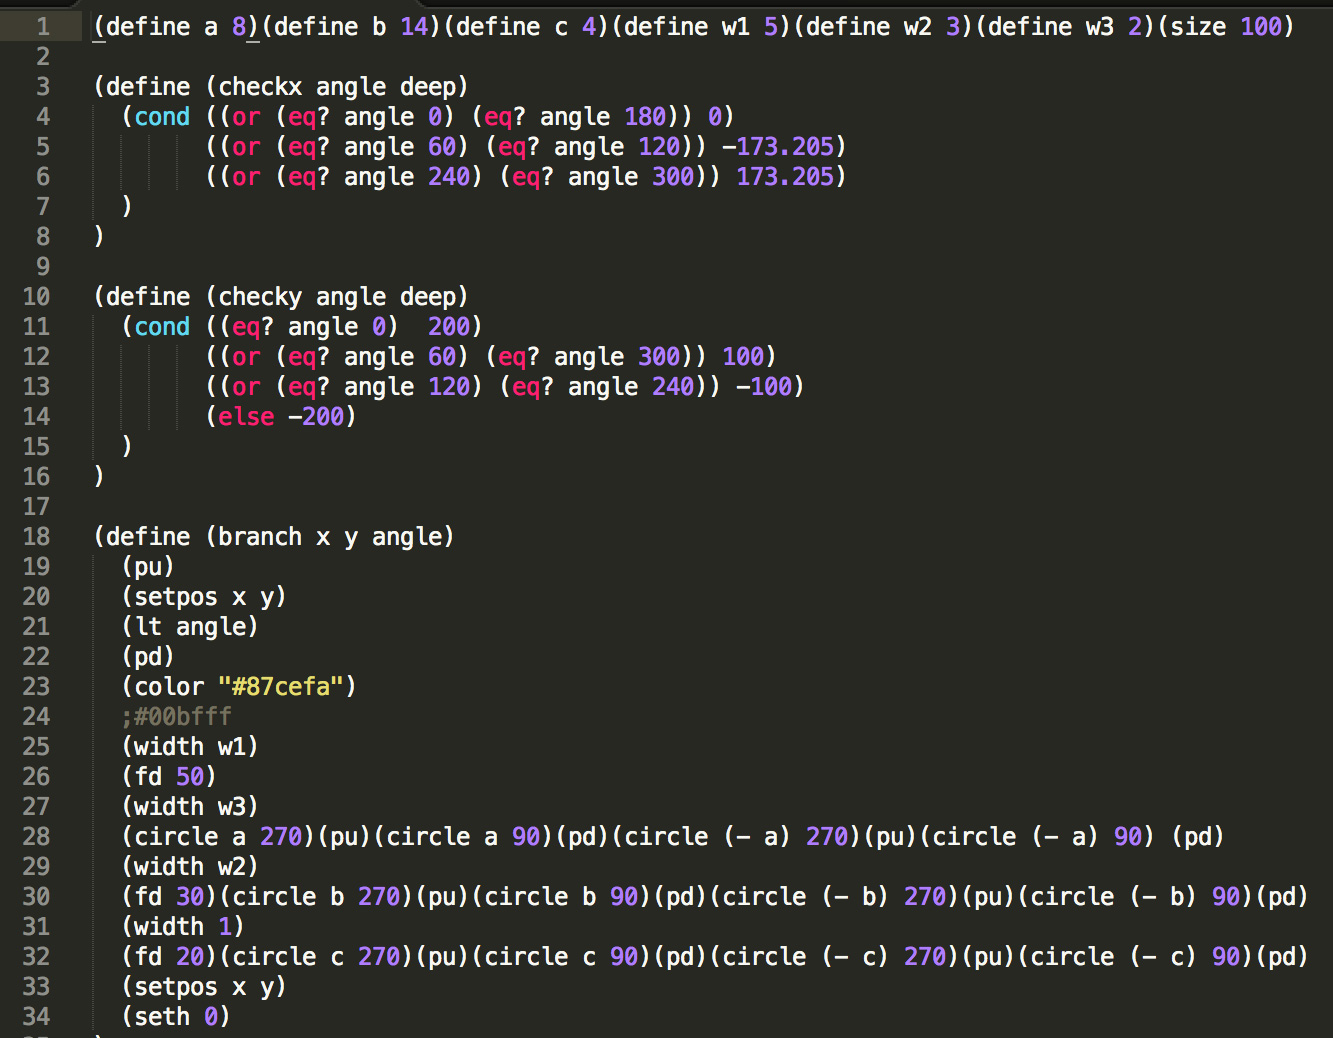 1 (define a 8)(define b 14)(define c 4)(define w1 5)(define w2 3)(define w3 2)(size 100)
2
3 (define (checkx angle deep)
4   (cond ((or (eq? angle 0) (eq? angle 180)) 0)
5         ((or (eq? angle 60) (eq? angle 120)) -173.205)
6         ((or (eq? angle 240) (eq? angle 300)) 173.205)
7   )
8 )
9
10 (define (checky angle deep)
11   (cond ((eq? angle 0)  200)
12         ((or (eq? angle 60) (eq? angle 300)) 100)
13         ((or (eq? angle 120) (eq? angle 240)) -100)
14         (else -200)
15   )
16 )
17
18 (define (branch x y angle)
19   (pu)
20   (setpos x y)
21   (lt angle)
22   (pd)
23   (color "#87cefa")
24   ;#00bfff
25   (width w1)
26   (fd 50)
27   (width w3)
28   (circle a 270)(pu)(circle a 90)(pd)(circle (- a) 270)(pu)(circle (- a) 90) (pd)
29   (width w2)
30   (fd 30)(circle b 270)(pu)(circle b 90)(pd)(circle (- b) 270)(pu)(circle (- b) 90)(pd)
31   (width 1)
32   (fd 20)(circle c 270)(pu)(circle c 90)(pd)(circle (- c) 270)(pu)(circle (- c) 90)(pd)
33   (setpos x y)
34   (seth 0)